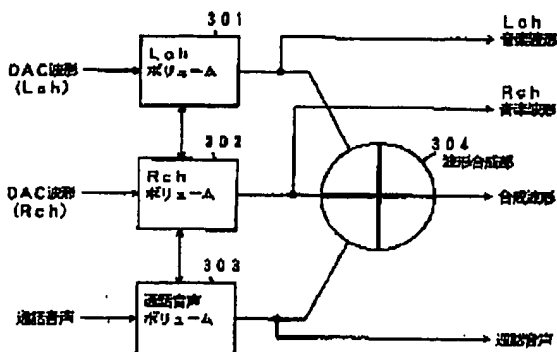 301
Lch
音楽波形
Lch
ボリューム
DAC波形
(Lch)
Rch
音楽波形
302
Rch
ボリューム
DAC波形
(Rch)
304
波形合成部
合成波形
303
通話音声
ボリューム
通話音声
通話音声